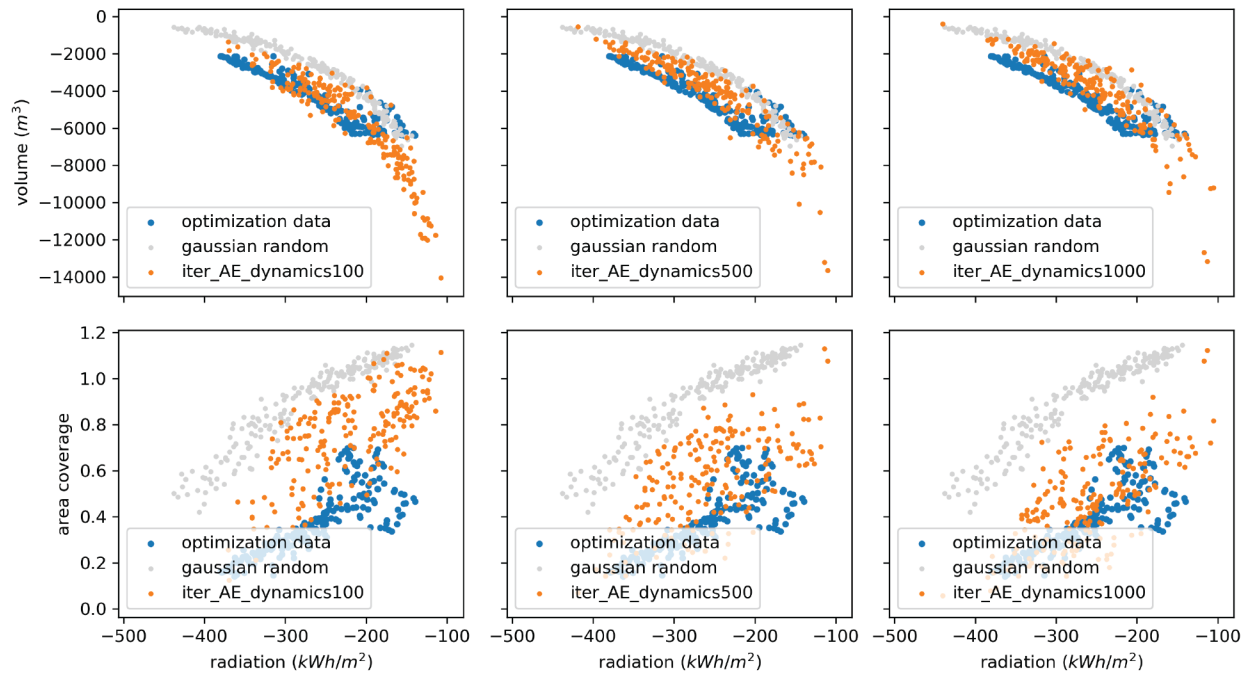 0
−2000
−4000
−6000
−8000
−10000
−12000
−14000
volume (m³)
optimization data
gaussian random
iter_AE_dynamics100
optimization data
gaussian random
iter_AE_dynamics500
optimization data
gaussian random
iter_AE_dynamics1000
1.2
1.0
0.8
0.6
0.4
0.2
0.0
area coverage
optimization data
gaussian random
iter_AE_dynamics100
optimization data
gaussian random
iter_AE_dynamics500
optimization data
gaussian random
iter_AE_dynamics1000
−500 −400 −300 −200 −100
−500 −400 −300 −200 −100
−500 −400 −300 −200 −100
radiation (kWh/m²)
radiation (kWh/m²)
radiation (kWh/m²)